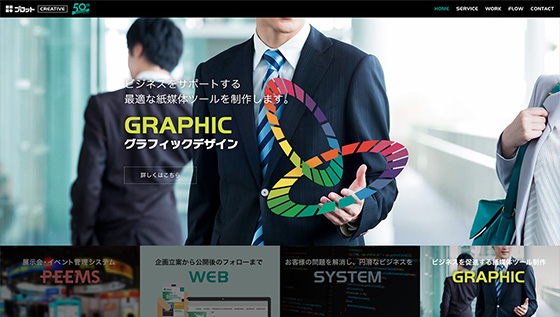 プロット CREATIVE 50th
HOME SERVICE WORK FLOW CONTACT
ビジネスをサポートする
最適な紙媒体ツールを制作します。
GRAPHIC
グラフィックデザイン
詳しくはこちら
展示会・イベント管理システム
PEEMS
企画立案から公開後のフォローまで
WEB
お客様の問題を解消し、円滑なビジネスを
SYSTEM
ビジネスを促進する紙媒体ツール制作
GRAPHIC